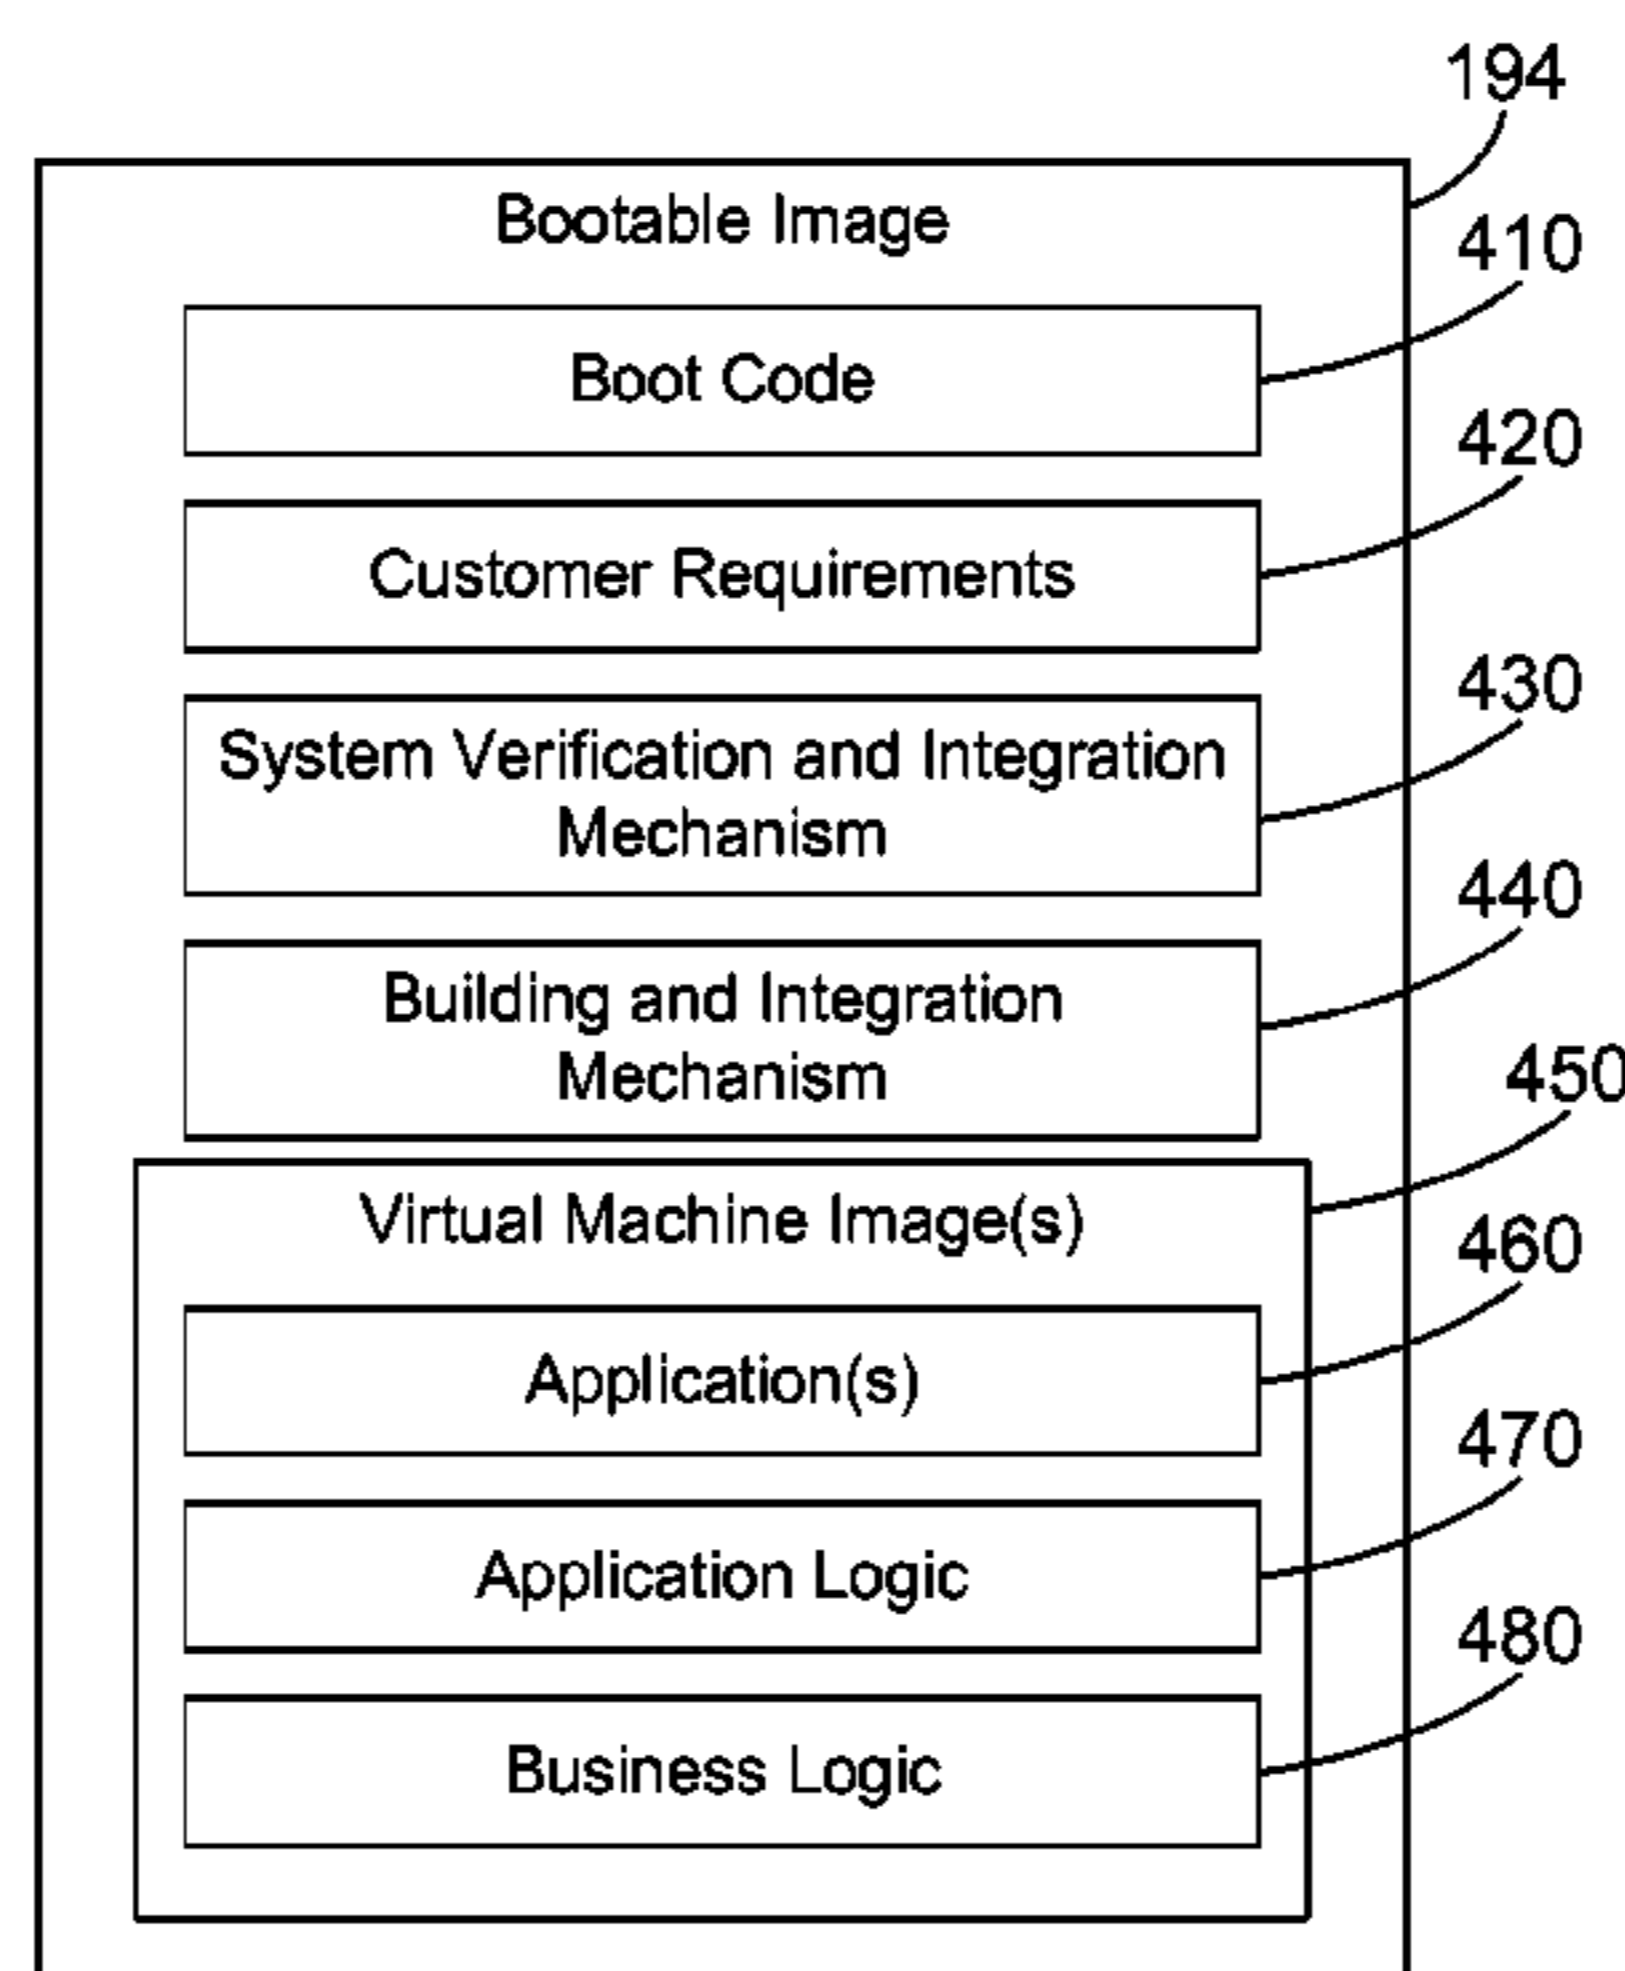 194
Bootable Image
410
Boot Code
420
Customer Requirements
430
System Verification and Integration
Mechanism
440
Building and Integration
Mechanism
450
Virtual Machine Image(s)
460
Application(s)
470
Application Logic
480
Business Logic